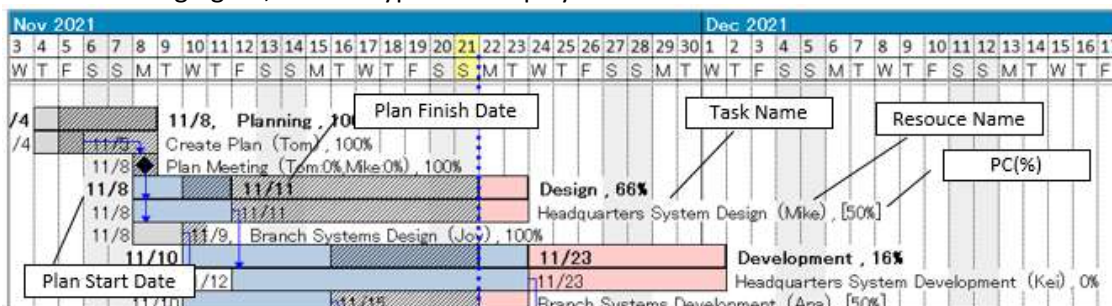 Nov 2021 Dec 2021
3 4 5 6 7 8 9 10 11 12 13 14 15 16 17 18 19 20 21 22 23 24 25 26 27 28 29 30 1 2 3 4 5 6 7 8 9 10 11 12 13 14 15 16 1
W T F S S M T W T F S S M T W T F S S M T W T F S S M T W T F S S M T W T F S S M T W T F
Plan Finish Date Task Name Resouce Name
/4 11/8, Planning , 100
/4 11/5 Create Plan (Tom), 100%
PC(%)
11/8 Plan Meeting (Tom:0%,Mike:0%) , 100%
11/8 11/11 Design , 66%
11/8 11/11 Headquarters System Design (Mike) , [50%]
11/8 11/9, Branch Systems Design (Joy), 100%
11/10 11/23 Development , 16%
Plan Start Date /12 11/23 Headquarters System Development (Kei) , 0%
11/10 11/15 Branch Systems Development (Ana) [50%]